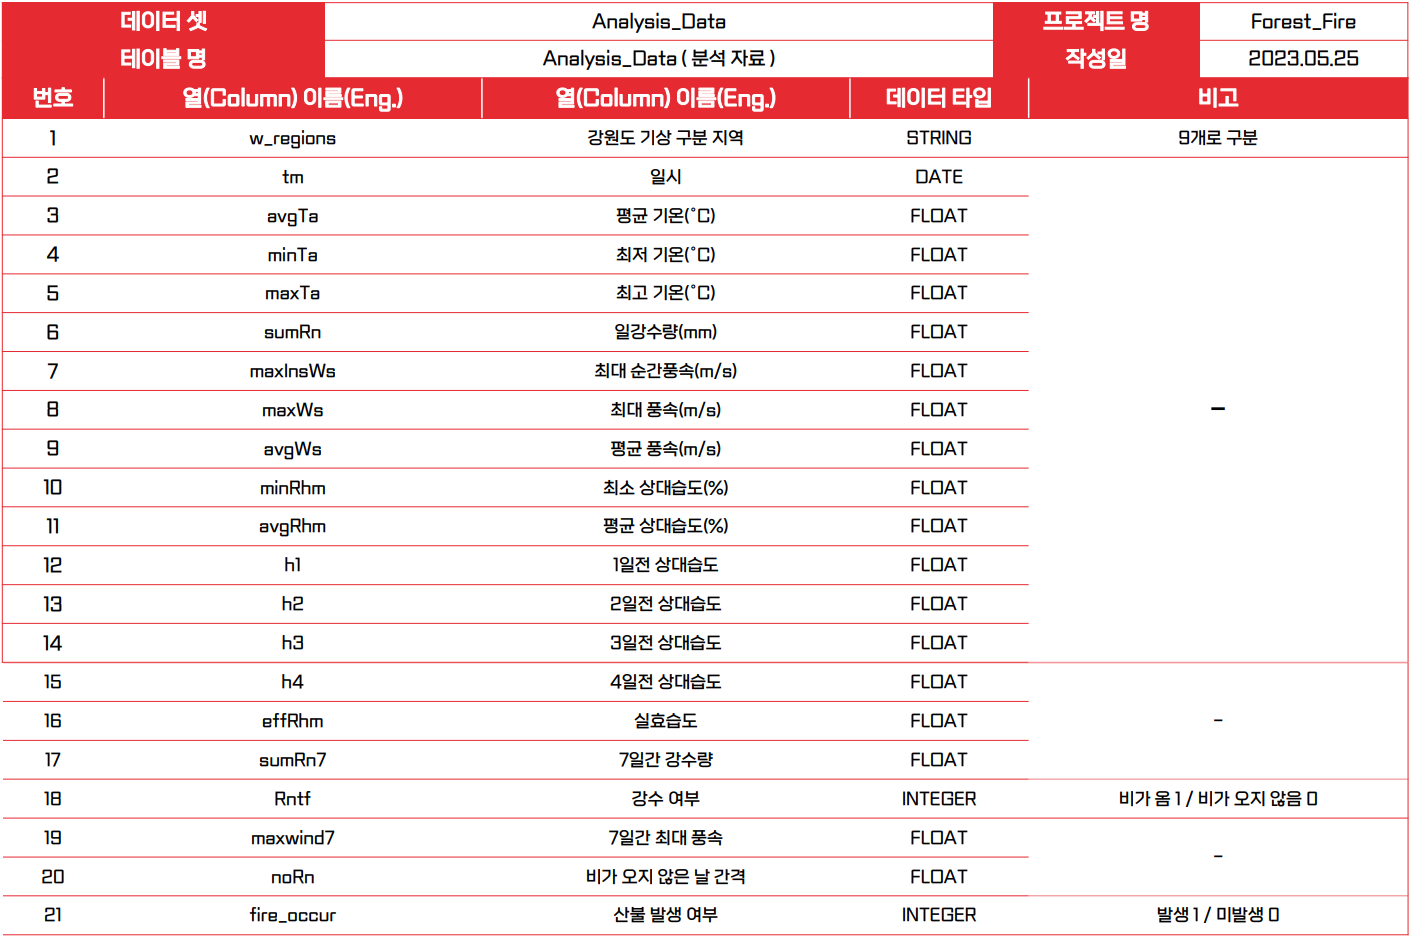 데이터 셋 Analysis_Data 프로젝트 명 Forest_Fire
테이블 명 Analysis_Data ( 분석 자료 ) 작성일 2023.05.25
번호 열(Column) 이름(Eng.) 열(Column) 이름(Eng.) 데이터 타입 비고
1 w_regions 강원도 기상 구분 지역 STRING 9개로 구분
2 tm 일시 DATE
3 avgTa 평균 기온(°C) FLOAT
4 minTa 최저 기온(°C) FLOAT
5 maxTa 최고 기온(°C) FLOAT
6 sumRn 일강수량(mm) FLOAT
7 maxInsWs 최대 순간풍속(m/s) FLOAT
8 maxWs 최대 풍속(m/s) FLOAT -
9 avgWs 평균 풍속(m/s) FLOAT
10 minRhm 최소 상대습도(%) FLOAT
11 avgRhm 평균 상대습도(%) FLOAT
12 h1 1일전 상대습도 FLOAT
13 h2 2일전 상대습도 FLOAT
14 h3 3일전 상대습도 FLOAT
15 h4 4일전 상대습도 FLOAT
16 effRhm 실효습도 FLOAT -
17 sumRn7 7일간 강수량 FLOAT
18 Rntf 강수 여부 INTEGER 비가 옴 1 / 비가 오지 않음 0
19 maxwind7 7일간 최대 풍속 FLOAT -
20 noRn 비가 오지 않은 날 간격 FLOAT
21 fire_occur 산불 발생 여부 INTEGER 발생 1 / 미발생 0